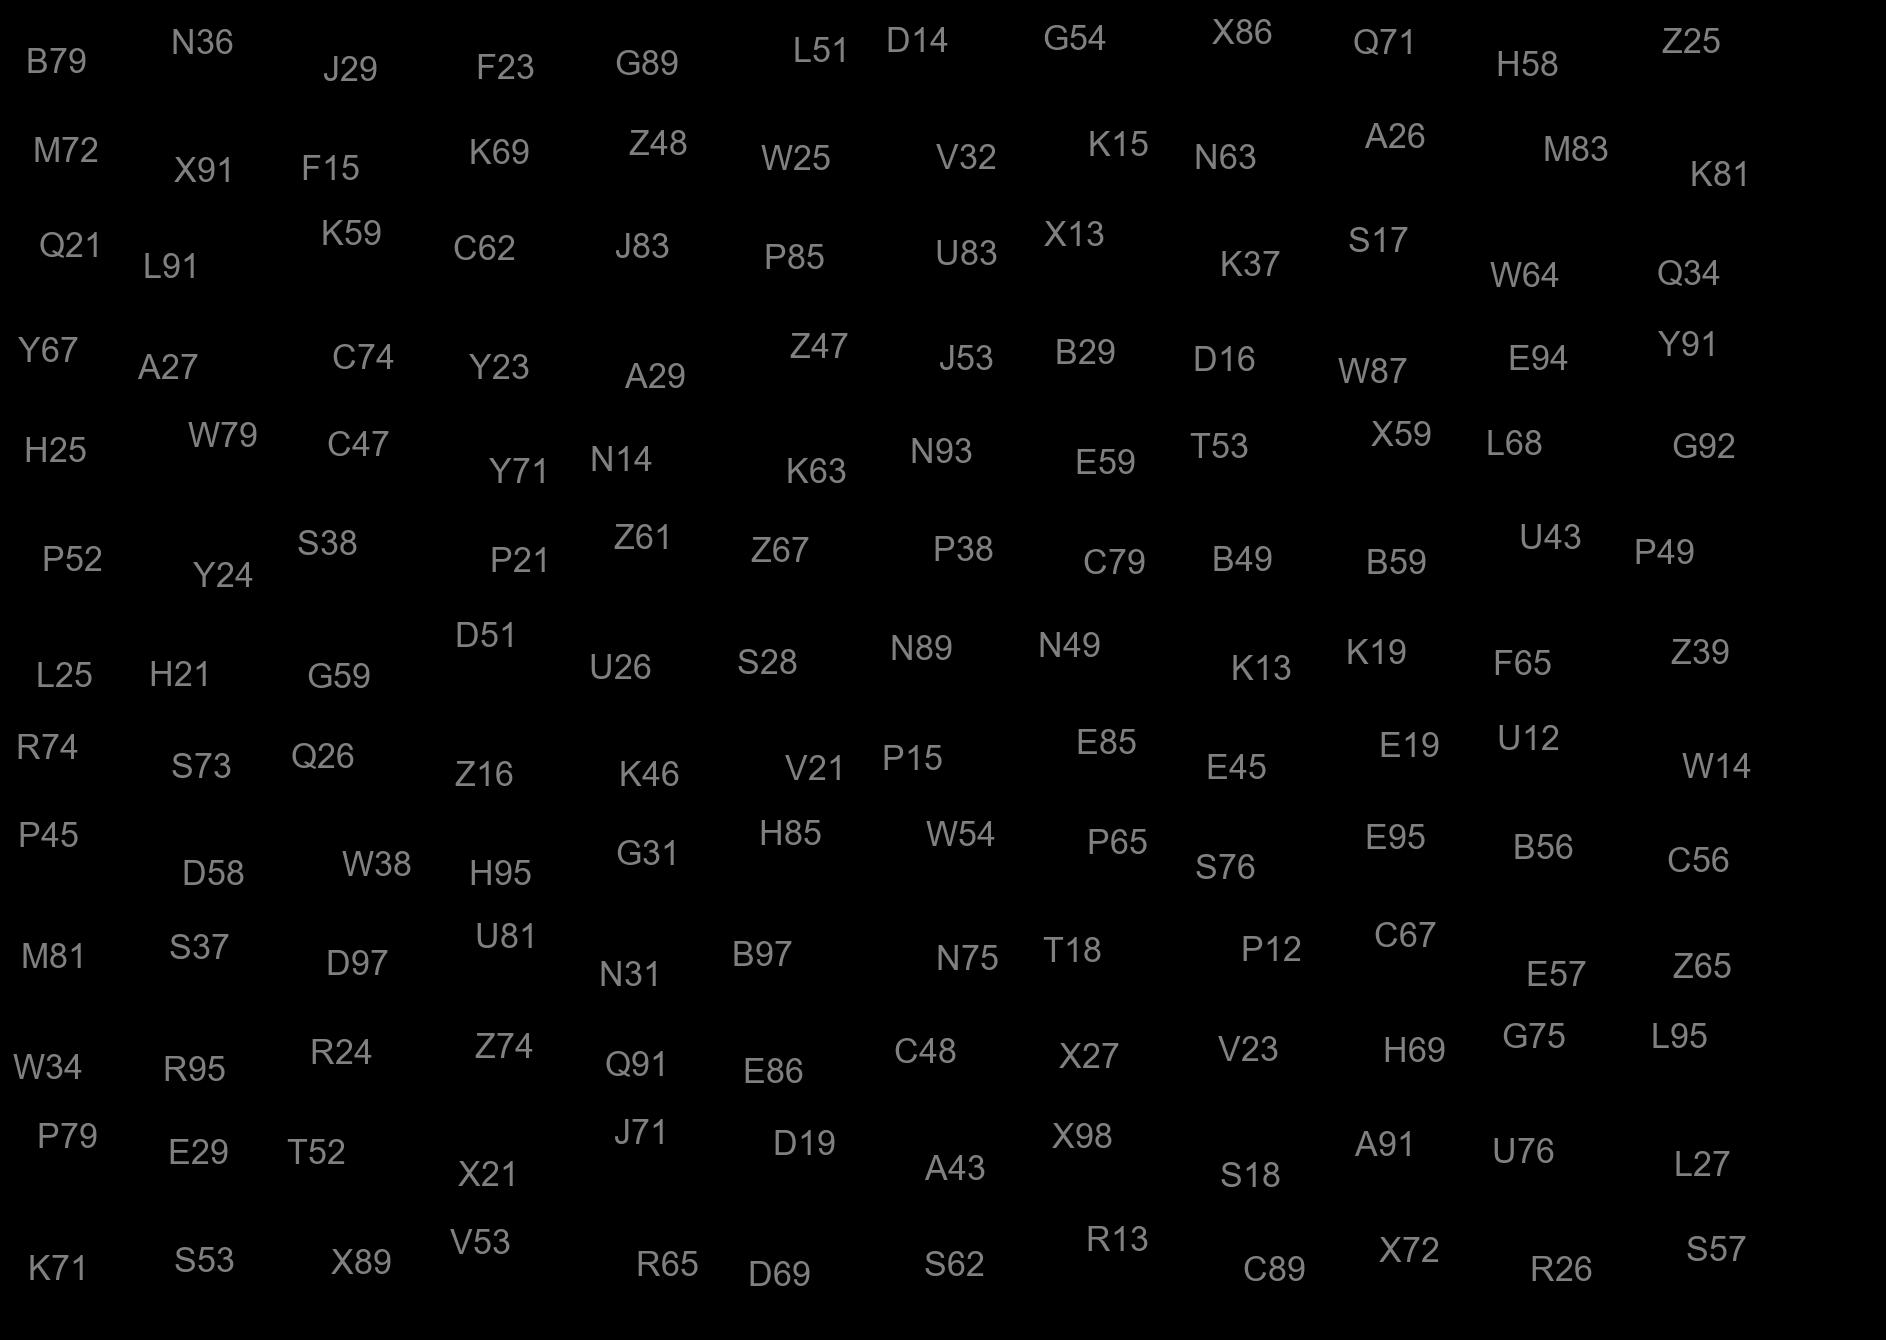 B79 N36 J29 F23 G89 L51 D14 G54 X86 Q71 H58 Z25
M72 X91 F15 K69 Z48 W25 V32 K15 N63 A26 M83 K81
Q21 L91 K59 C62 J83 P85 U83 X13 K37 S17 W64 Q34
Y67 A27 C74 Y23 A29 Z47 J53 B29 D16 W87 E94 Y91
H25 W79 C47 Y71 N14 K63 N93 E59 T53 X59 L68 G92
P52 Y24 S38 P21 Z61 Z67 P38 C79 B49 B59 U43 P49
L25 H21 G59 D51 U26 S28 N89 N49 K13 K19 F65 Z39
R74 S73 Q26 Z16 K46 V21 P15 E85 E45 E19 U12 W14
P45 D58 W38 H95 G31 H85 W54 P65 S76 E95 B56 C56
M81 S37 D97 U81 N31 B97 N75 T18 P12 C67 E57 Z65
W34 R95 R24 Z74 Q91 E86 C48 X27 V23 H69 G75 L95
P79 E29 T52 X21 J71 D19 A43 X98 S18 A91 U76 L27
K71 S53 X89 V53 R65 D69 S62 R13 C89 X72 R26 S57